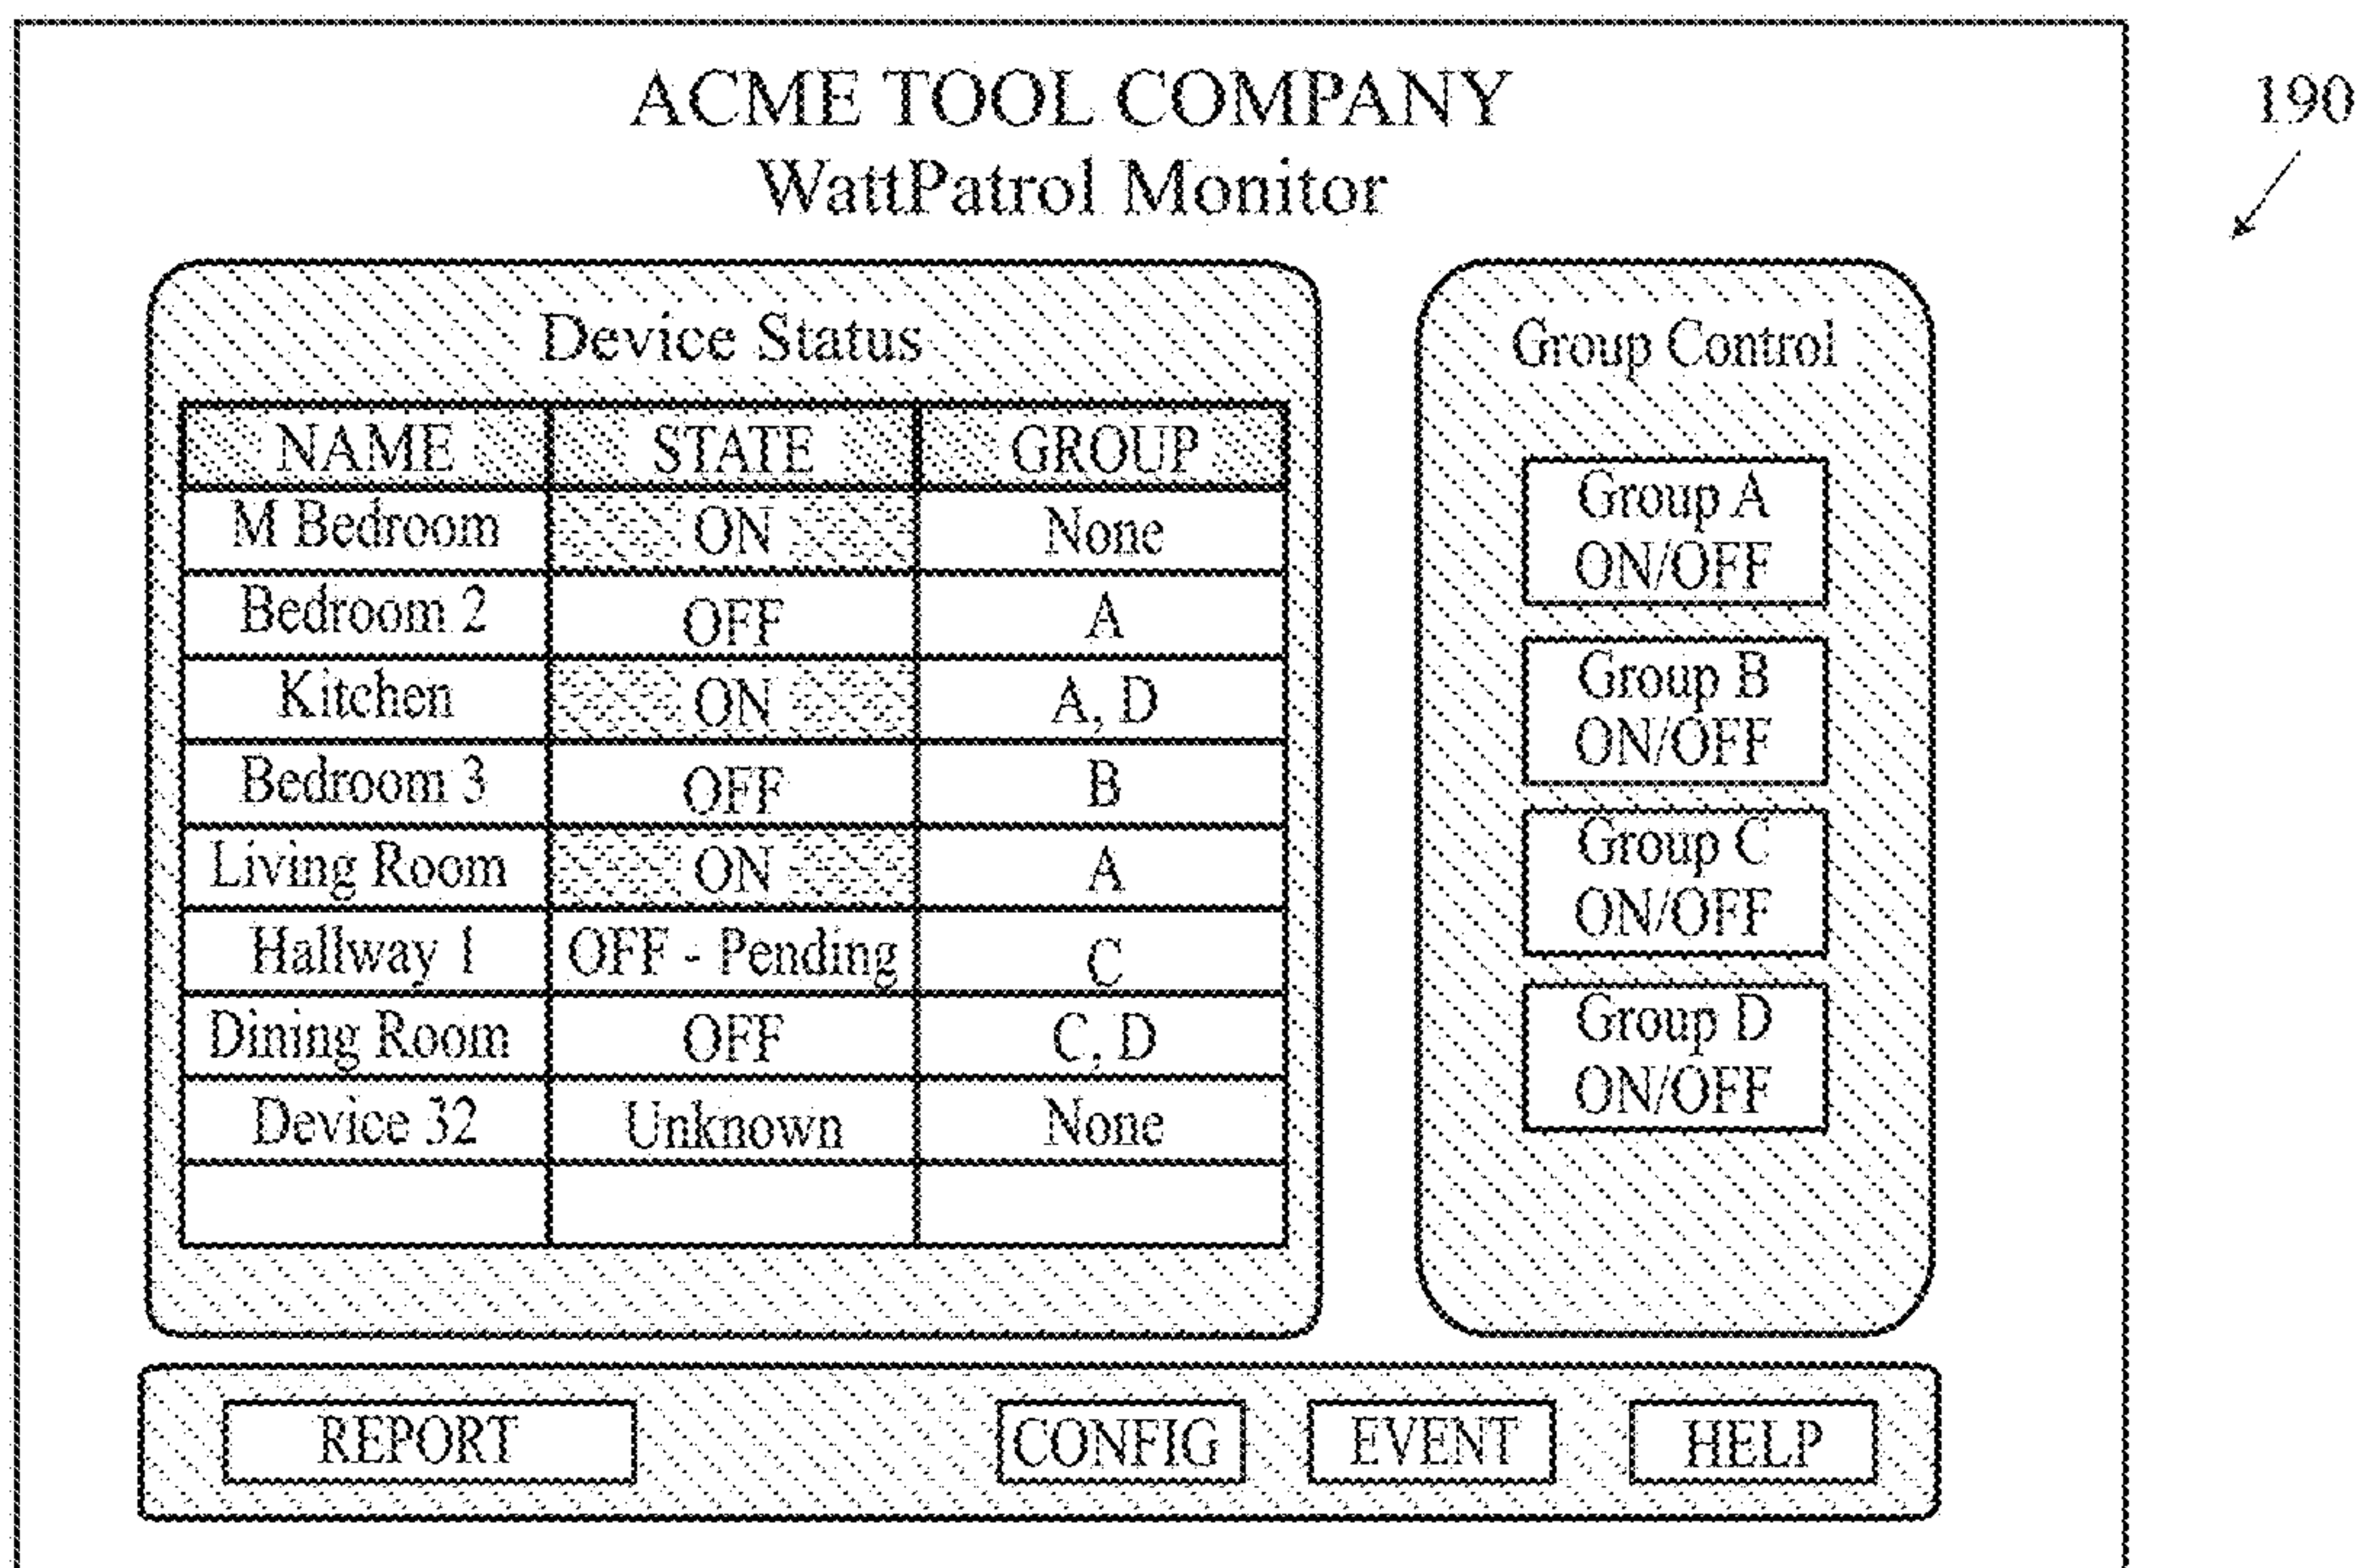 ACME TOOL COMPANY
190
WattPatrol Monitor
Device Status
NAME STATE GROUP
M Bedroom ON None
Bedroom 2 OFF A
Kitchen ON A, D
Bedroom 3 OFF B
Living Room ON A
Hallway 1 OFF - Pending C
Dining Room OFF C, D
Device 32 Unknown None
Group Control
Group A
ON/OFF
Group B
ON/OFF
Group C
ON/OFF
Group D
ON/OFF
REPORT CONFIG EVENT HELP